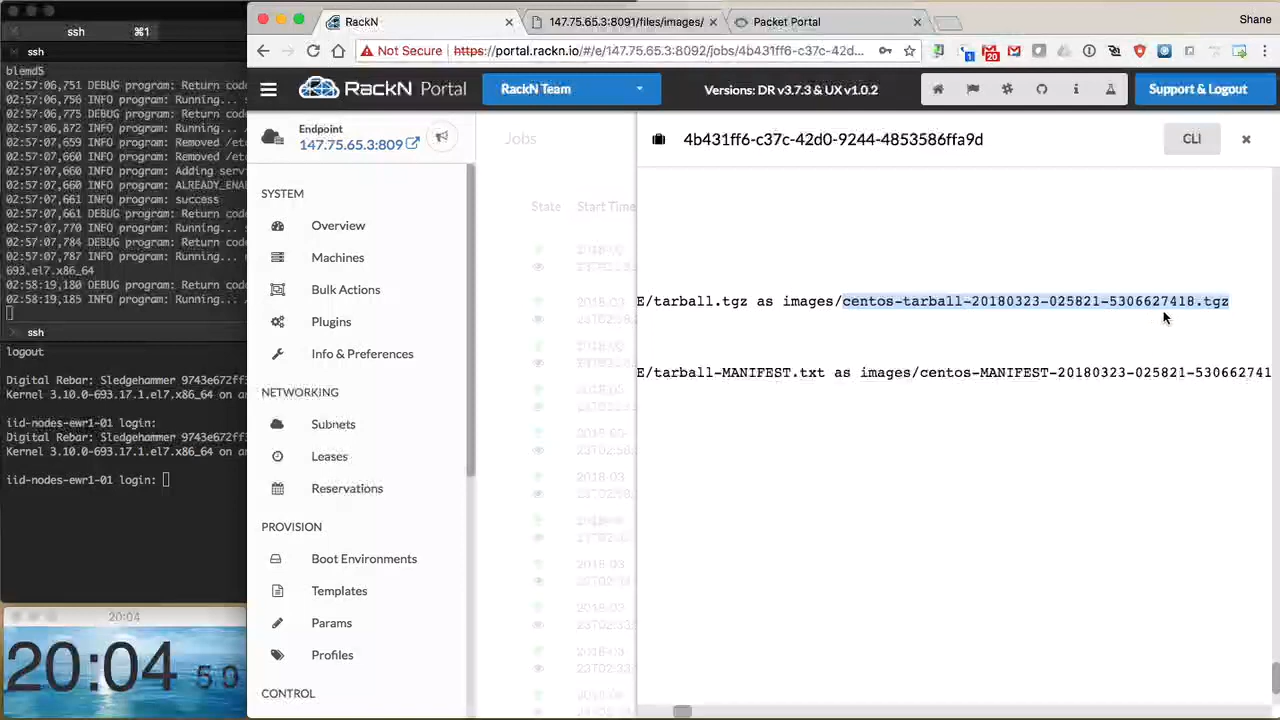 ssh ⌘1
ssh
02:57:06,751 DEBUG program: Return code
02:57:06,756 INFO program: Running...
02:57:06,775 DEBUG program: Return code
02:57:06,872 INFO program: Running... /
02:57:07,659 INFO program: Removed /etc
02:57:07,660 INFO program: Running... /
02:57:07,660 INFO program: Adding serv
02:57:07,661 INFO program: ALREADY_ENA
02:57:07,661 INFO program: success
02:57:07,661 DEBUG program: Return code
02:57:07,770 INFO program: Running...
02:57:07,784 DEBUG program: Return code
02:57:07,787 INFO program: Running...
693.el7.x86_64
02:58:19,180 DEBUG program: Return code
02:58:19,185 INFO program: Running... /
ssh
logout
Digital Rebar: Sledgehammer 9743e672ff
Kernel 3.10.0-693.17.1.el7.x86_64 on a
iid-nodes-ewr1-01 login:
Digital Rebar: Sledgehammer 9743e672ff
Kernel 3.10.0-693.17.1.el7.x86_64 on a
iid-nodes-ewr1-01 login:
20:04
20:04 50
RackN
147.75.65.3:8091/files/images/
Packet Portal
Shane
Not Secure https://portal.rackn.io/#/e/147.75.65.3:8092/jobs/4b431ff6-c37c-42d...
20
RackN Portal
RackN Team
Versions: DR v3.7.3 & UX v1.0.2
Support & Logout
Endpoint
147.75.65.3:809
SYSTEM
Overview
Machines
Bulk Actions
Plugins
Info & Preferences
NETWORKING
Subnets
Leases
Reservations
PROVISION
Boot Environments
Templates
Params
Profiles
CONTROL
Jobs
State Start Time
4b431ff6-c37c-42d0-9244-4853586ffa9d
CLI
E/tarball.tgz as images/centos-tarball-20180323-025821-5306627418.tgz
E/tarball-MANIFEST.txt as images/centos-MANIFEST-20180323-025821-530662741